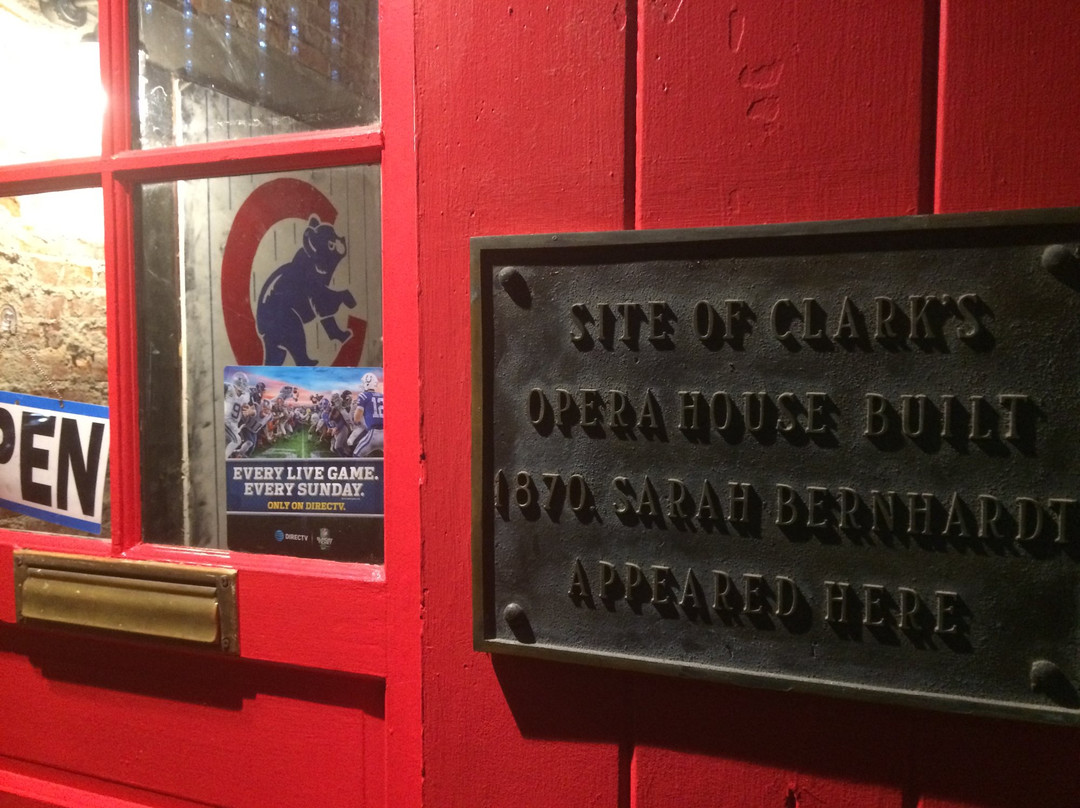 PEN
EVERY LIVE GAME.
EVERY SUNDAY.
ONLY ON DIRECTV.
DIRECTV
SITE OF CLARK'S
OPERA HOUSE BUILT
1870. SARAH BERNHARDT
APPEARED HERE